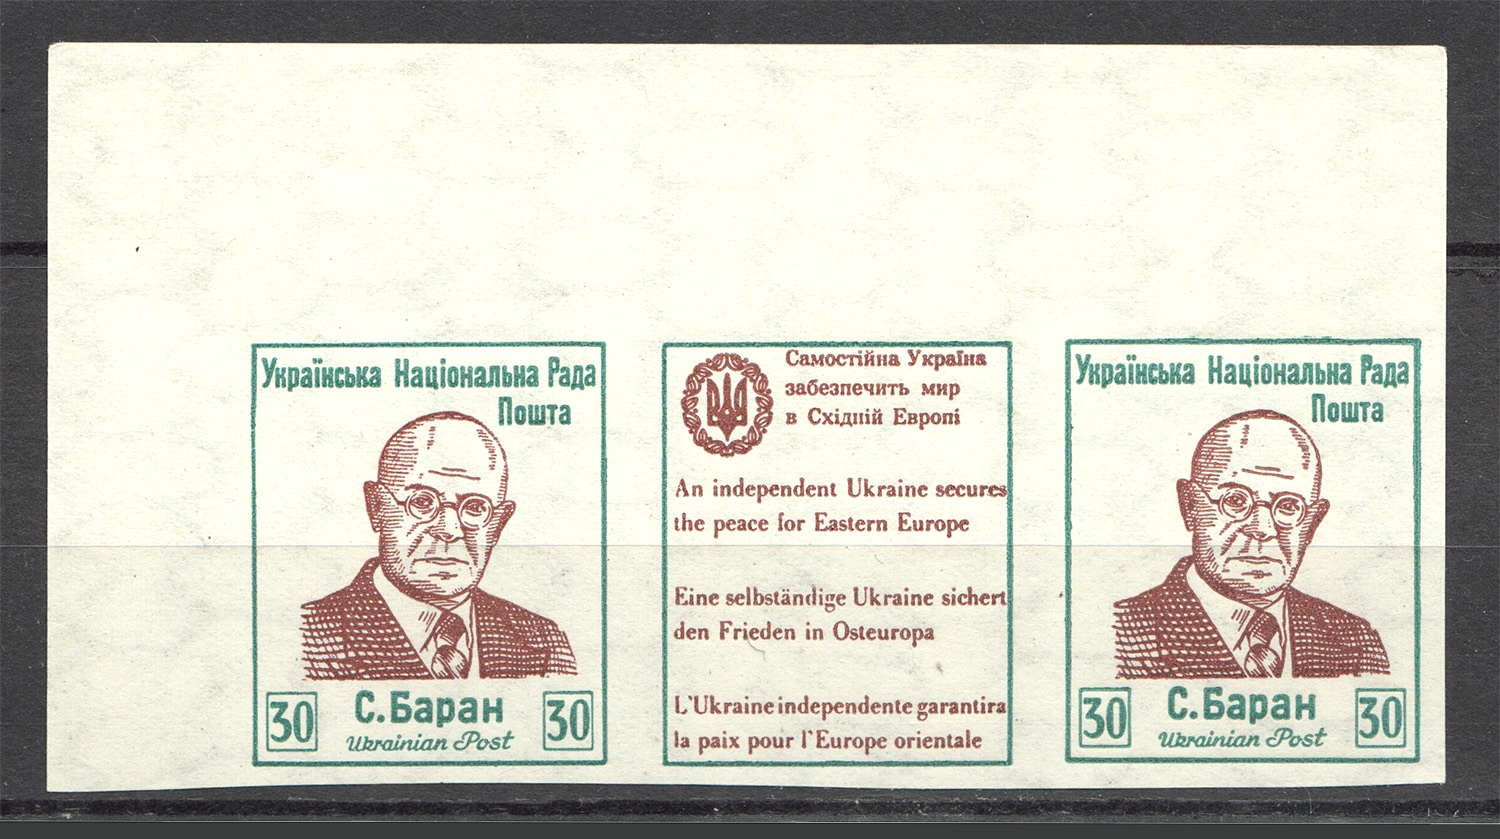 Українська Національна Рада
Пошта
30
С.Баран
30
Ukrainian Post
Самостійна Україна
забезпечить мир
в Східній Европі
An independent Ukraine secures
the peace for Eastern Europe
Eine selbständige Ukraine sichert
den Frieden in Osteuropa
L'Ukraine independente garantira
la paix pour l'Europe orientale
Українська Національна Рада
Пошта
30
С.Баран
30
Ukrainian Post